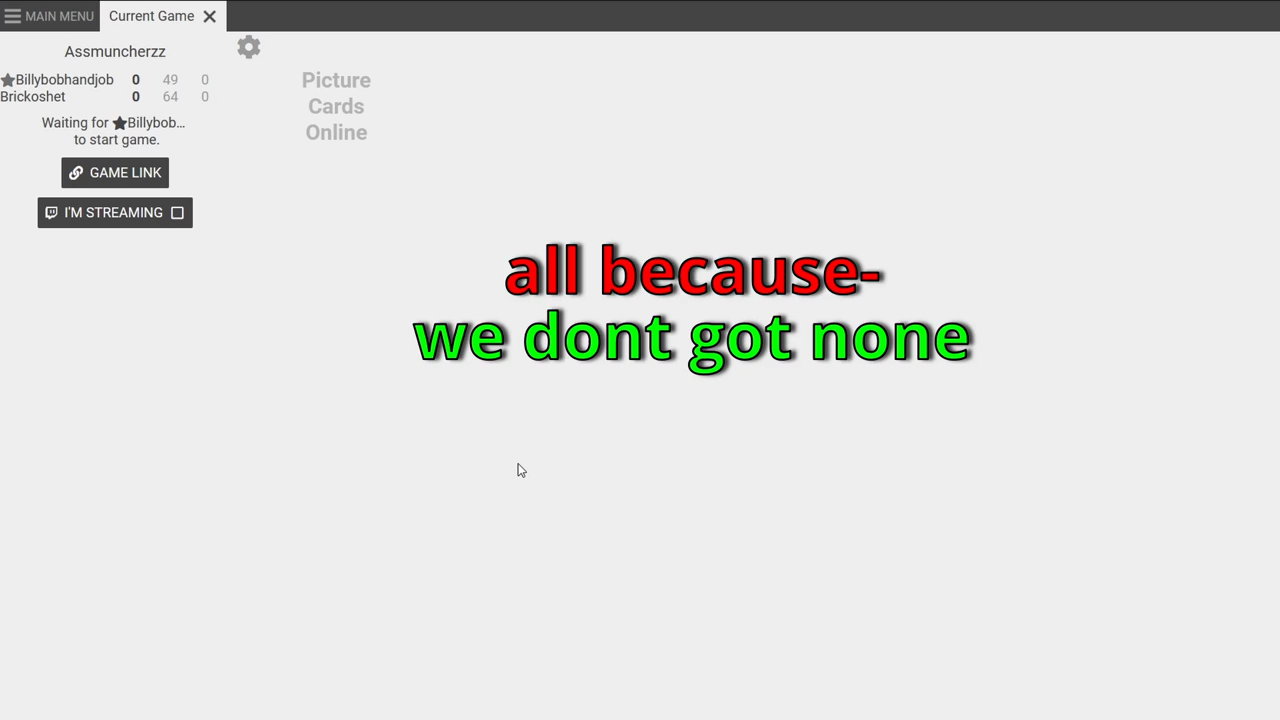 MAIN MENU Current Game
Assmuncherzz
Billybobhandjob 0 49 0
Brickoshet 0 64 0
Waiting for Billybob...
to start game.
GAME LINK
I'M STREAMING
Picture
Cards
Online
all because-
we dont got none